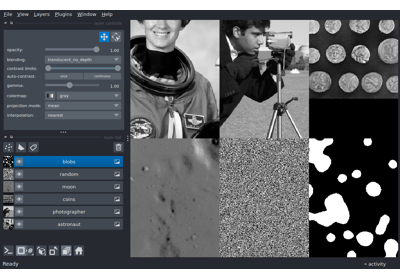 File View Layers Plugins Window Help
opacity: 1.00
blending: translucent_no_depth
contrast limits:
auto-contrast: once continuous
gamma: 1.00
colormap: gray
projection mode: mean
interpolation: nearest
blobs
random
moon
coins
photographer
astronaut
Ready
activity